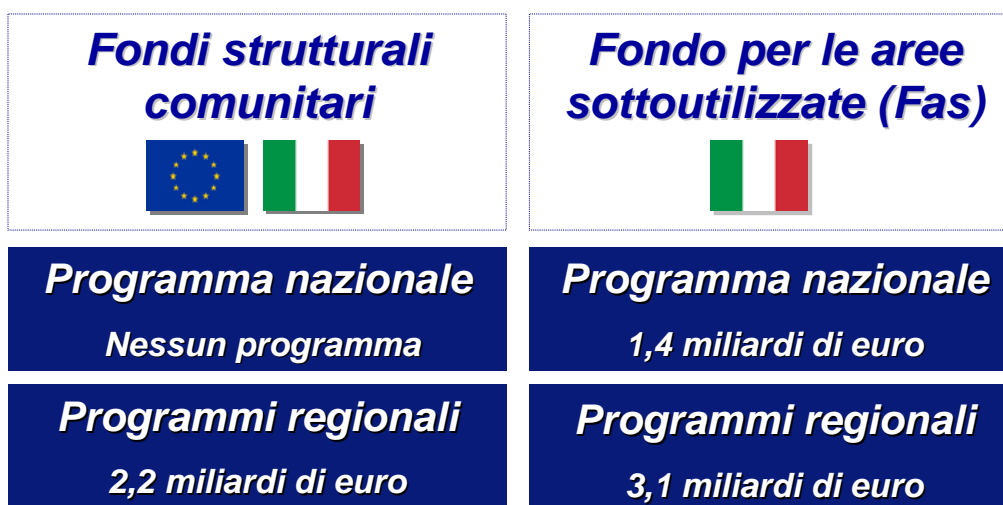 Fondi strutturali
comunitari
Fondo per le aree
sottoutilizzate (Fas)
Programma nazionale
Nessun programma
Programma nazionale
1,4 miliardi di euro
Programmi regionali
2,2 miliardi di euro
Programmi regionali
3,1 miliardi di euro